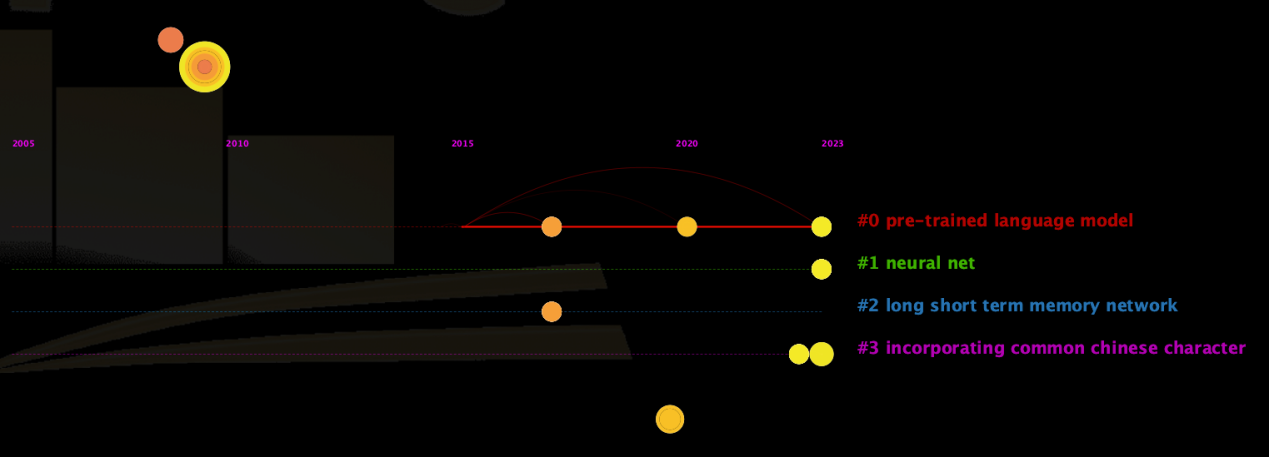 2005 2010 2015 2020 2023
#0 pre-trained language model
#1 neural net
#2 long short term memory network
#3 incorporating common chinese character